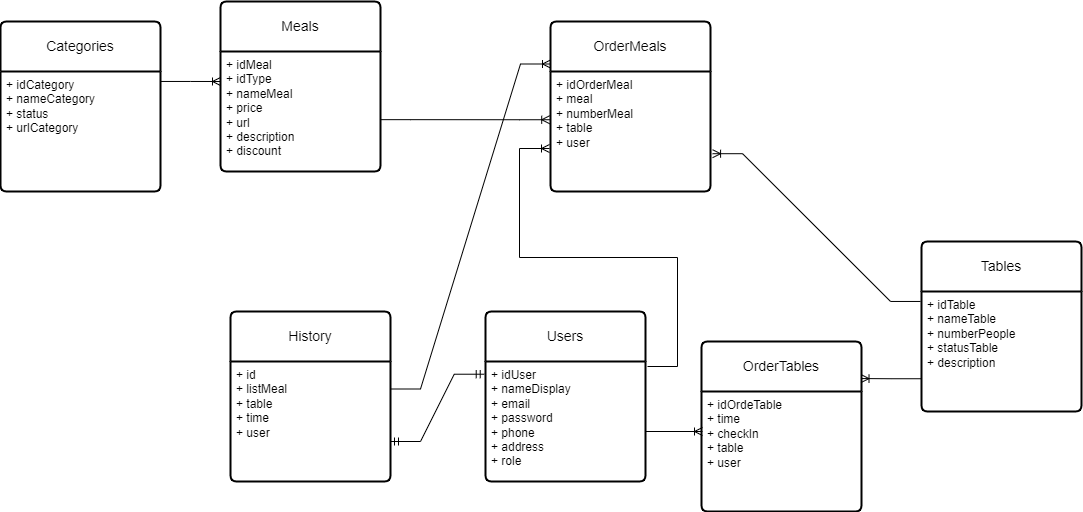 Categories
+ idCategory
+ nameCategory
+ status
+ urlCategory
Meals
+ idMeal
+ idType
+ nameMeal
+ price
+ url
+ description
+ discount
OrderMeals
+ idOrderMeal
+ meal
+ numberMeal
+ table
+ user
Tables
+ idTable
+ nameTable
+ numberPeople
+ statusTable
+ description
History
+ id
+ listMeal
+ table
+ time
+ user
Users
+ idUser
+ nameDisplay
+ email
+ password
+ phone
+ address
+ role
OrderTables
+ idOrdeTable
+ time
+ checkIn
+ table
+ user